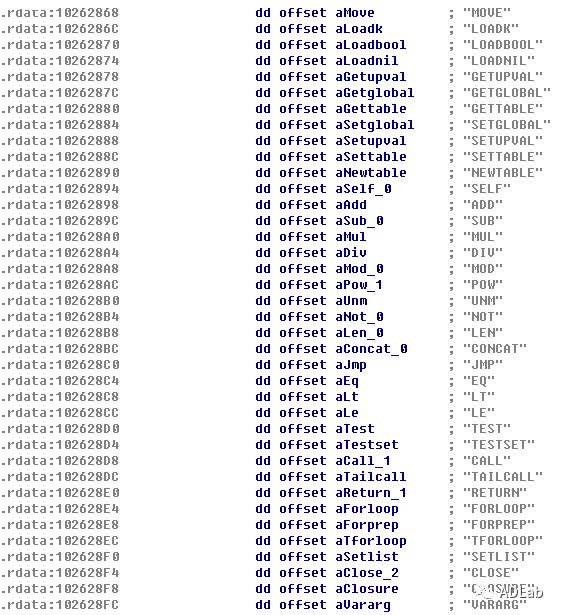 .rdata:10262868 dd offset aMove ; "MOVE"
.rdata:1026286C dd offset aLoadk ; "LOADK"
.rdata:10262870 dd offset aLoadbool ; "LOADBOOL"
.rdata:10262874 dd offset aLoadnil ; "LOADNIL"
.rdata:10262878 dd offset aGetupval ; "GETUPVAL"
.rdata:1026287C dd offset aGetglobal ; "GETGLOBAL"
.rdata:10262880 dd offset aGettable ; "GETTABLE"
.rdata:10262884 dd offset aSetglobal ; "SETGLOBAL"
.rdata:10262888 dd offset aSetupval ; "SETUPVAL"
.rdata:1026288C dd offset aSettable ; "SETTABLE"
.rdata:10262890 dd offset aNewtable ; "NEWTABLE"
.rdata:10262894 dd offset aSelf_0 ; "SELF"
.rdata:10262898 dd offset aAdd ; "ADD"
.rdata:1026289C dd offset aSub_0 ; "SUB"
.rdata:102628A0 dd offset aMul ; "MUL"
.rdata:102628A4 dd offset aDiv ; "DIV"
.rdata:102628A8 dd offset aMod_0 ; "MOD"
.rdata:102628AC dd offset aPow_1 ; "POW"
.rdata:102628B0 dd offset aUnm ; "UNM"
.rdata:102628B4 dd offset aNot_0 ; "NOT"
.rdata:102628B8 dd offset aLen_0 ; "LEN"
.rdata:102628BC dd offset aConcat_0 ; "CONCAT"
.rdata:102628C0 dd offset aJmp ; "JMP"
.rdata:102628C4 dd offset aEq ; "EQ"
.rdata:102628C8 dd offset aLt ; "LT"
.rdata:102628CC dd offset aLe ; "LE"
.rdata:102628D0 dd offset aTest ; "TEST"
.rdata:102628D4 dd offset aTestset ; "TESTSET"
.rdata:102628D8 dd offset aCall_1 ; "CALL"
.rdata:102628DC dd offset aTailcall ; "TAILCALL"
.rdata:102628E0 dd offset aReturn_1 ; "RETURN"
.rdata:102628E4 dd offset aForloop ; "FORLOOP"
.rdata:102628E8 dd offset aForprep ; "FORPREP"
.rdata:102628EC dd offset aTforloop ; "TFORLOOP"
.rdata:102628F0 dd offset aSetlist ; "SETLIST"
.rdata:102628F4 dd offset aClose_2 ; "CLOSE"
.rdata:102628F8 dd offset aClosure ; "CLOSURE"
ADLab
.rdata:102628FC dd offset aVararg ; "VARARG"